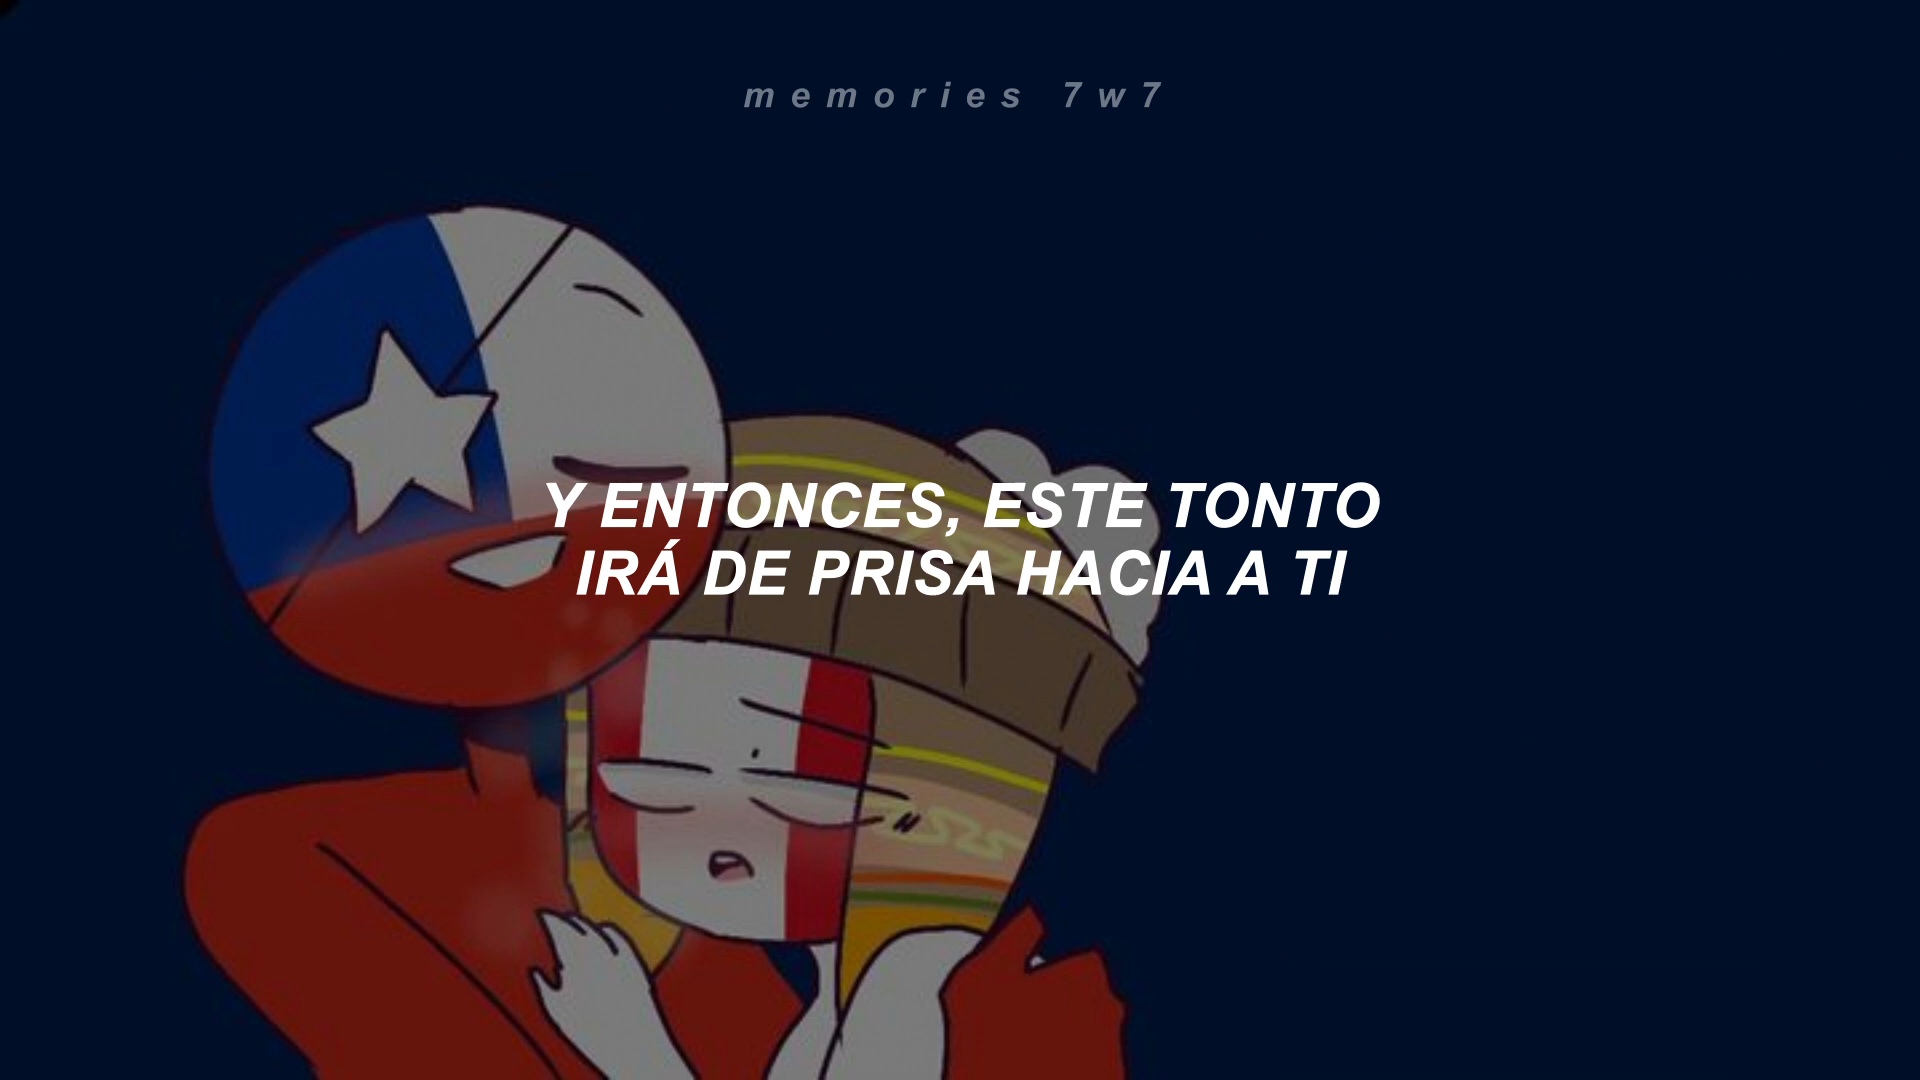 memories 7w7
Y ENTONCES, ESTE TONTO
IRÁ DE PRISA HACIA A TI